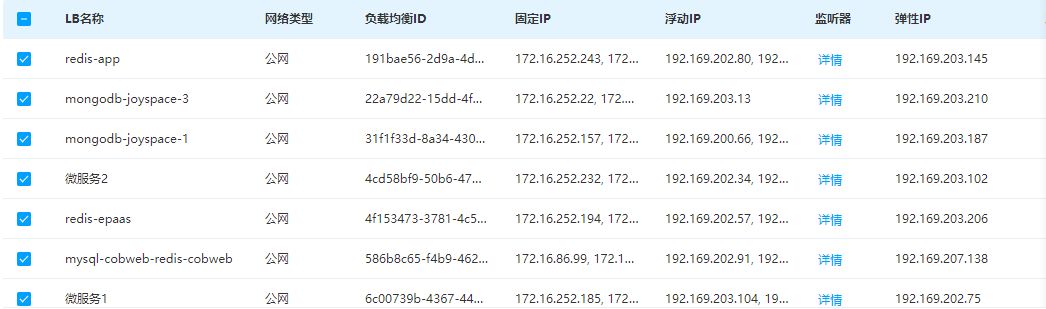 LB名称 网络类型 负载均衡ID 固定IP 浮动IP 监听器 弹性IP
redis-app 公网 191bae56-2d9a-4d... 172.16.252.243, 172... 192.169.202.80, 192... 详情 192.169.203.145
mongodb-joyspace-3 公网 22a79d22-15dd-4f... 172.16.252.22, 172.... 192.169.203.13 详情 192.169.203.210
mongodb-joyspace-1 公网 31f1f33d-8a34-430... 172.16.252.157, 172... 192.169.200.66, 192... 详情 192.169.203.187
微服务2 公网 4cd58bf9-50b6-47... 172.16.252.232, 172... 192.169.202.34, 192... 详情 192.169.203.102
redis-epaas 公网 4f153473-3781-4c5... 172.16.252.194, 172... 192.169.202.57, 192... 详情 192.169.203.206
mysql-cobweb-redis-cobweb 公网 586b8c65-f4b9-462... 172.16.86.99, 172.1... 192.169.202.91, 192... 详情 192.169.207.138
微服务1 公网 6c00739b-4367-44... 172.16.252.185, 172... 192.169.203.104, 19... 详情 192.169.202.75